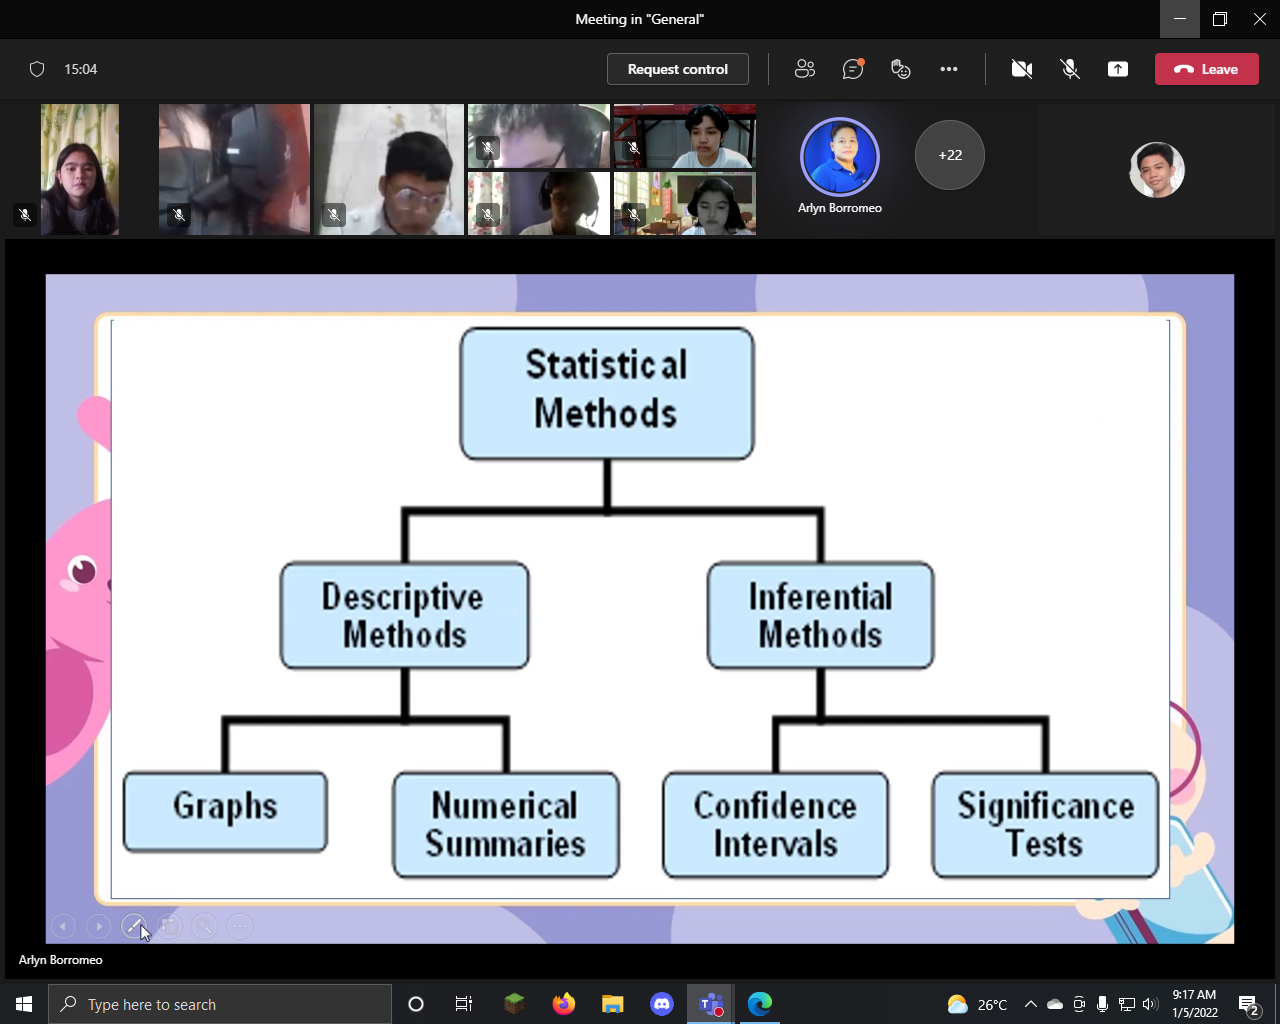 Meeting in "General"
15:04
Request control
Leave
+22
Arlyn Borromeo
Statistical
Methods
Descriptive
Methods
Inferential
Methods
Graphs
Numerical
Summaries
Confidence
Intervals
Significance
Tests
Arlyn Borromeo
Type here to search
T
26°C
9:17 AM
1/5/2022
2